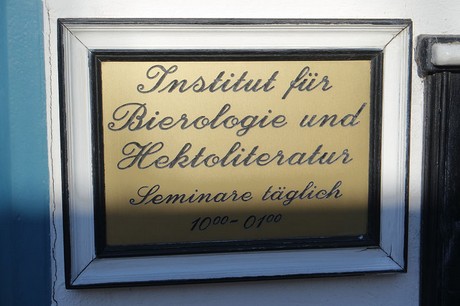 Institut für
Bierologie und
Hektoliteratur
Seminare täglich
10⁰⁰ - 01⁰⁰